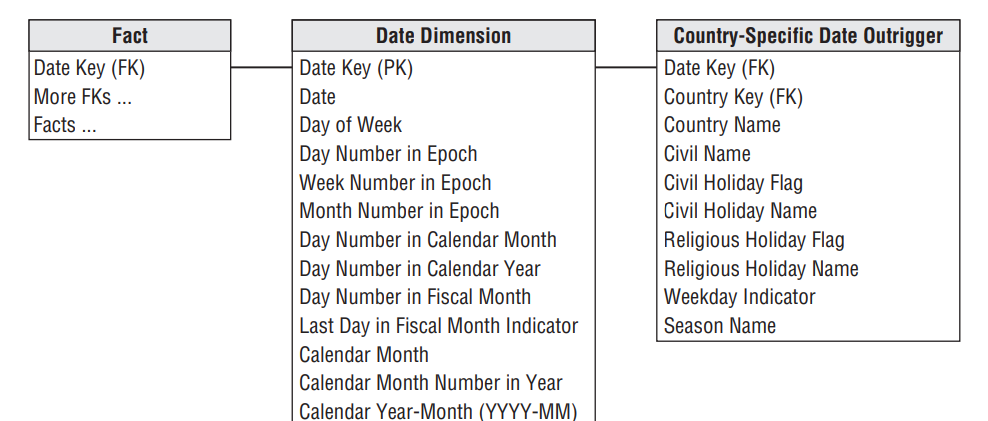 Fact
Date Key (FK)
More FKs ...
Facts ...
Date Dimension
Date Key (PK)
Date
Day of Week
Day Number in Epoch
Week Number in Epoch
Month Number in Epoch
Day Number in Calendar Month
Day Number in Calendar Year
Day Number in Fiscal Month
Last Day in Fiscal Month Indicator
Calendar Month
Calendar Month Number in Year
Calendar Year-Month (YYYY-MM)
Country-Specific Date Outrigger
Date Key (FK)
Country Key (FK)
Country Name
Civil Name
Civil Holiday Flag
Civil Holiday Name
Religious Holiday Flag
Religious Holiday Name
Weekday Indicator
Season Name